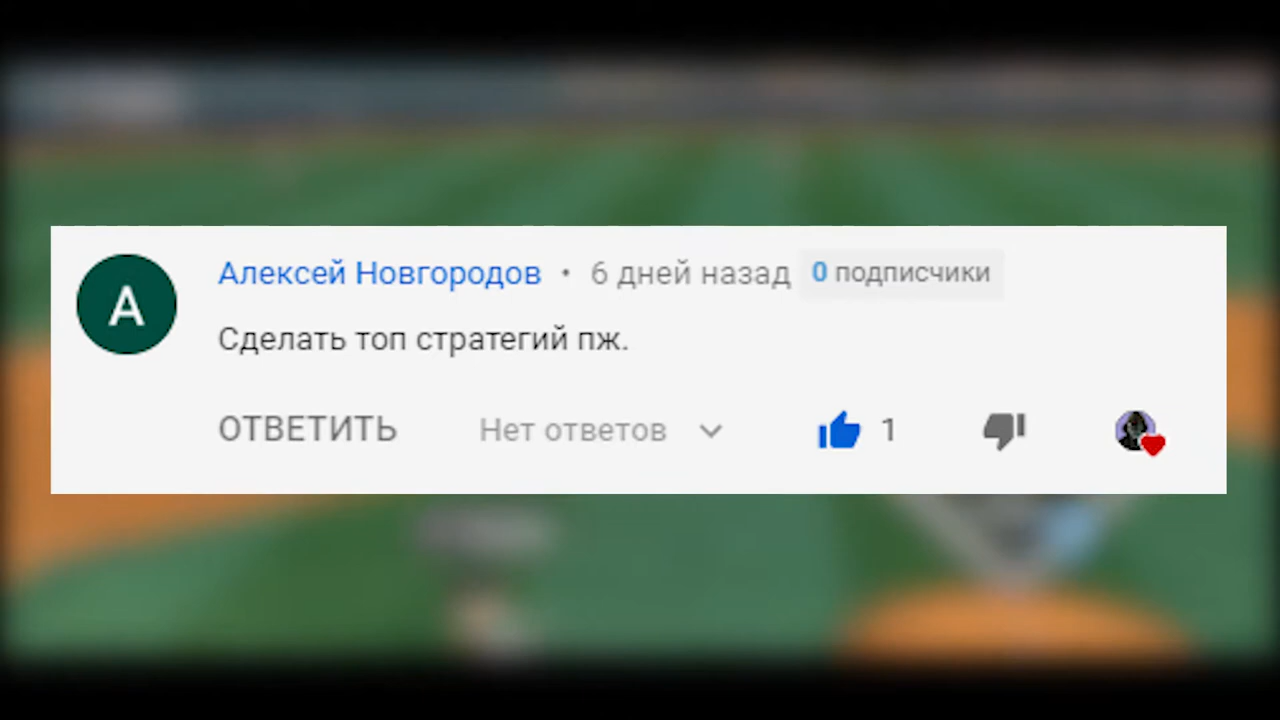 А
Алексей Новгородов • 6 дней назад 0 подписчики
Сделать топ стратегий пж.
ОТВЕТИТЬ Нет ответов 1